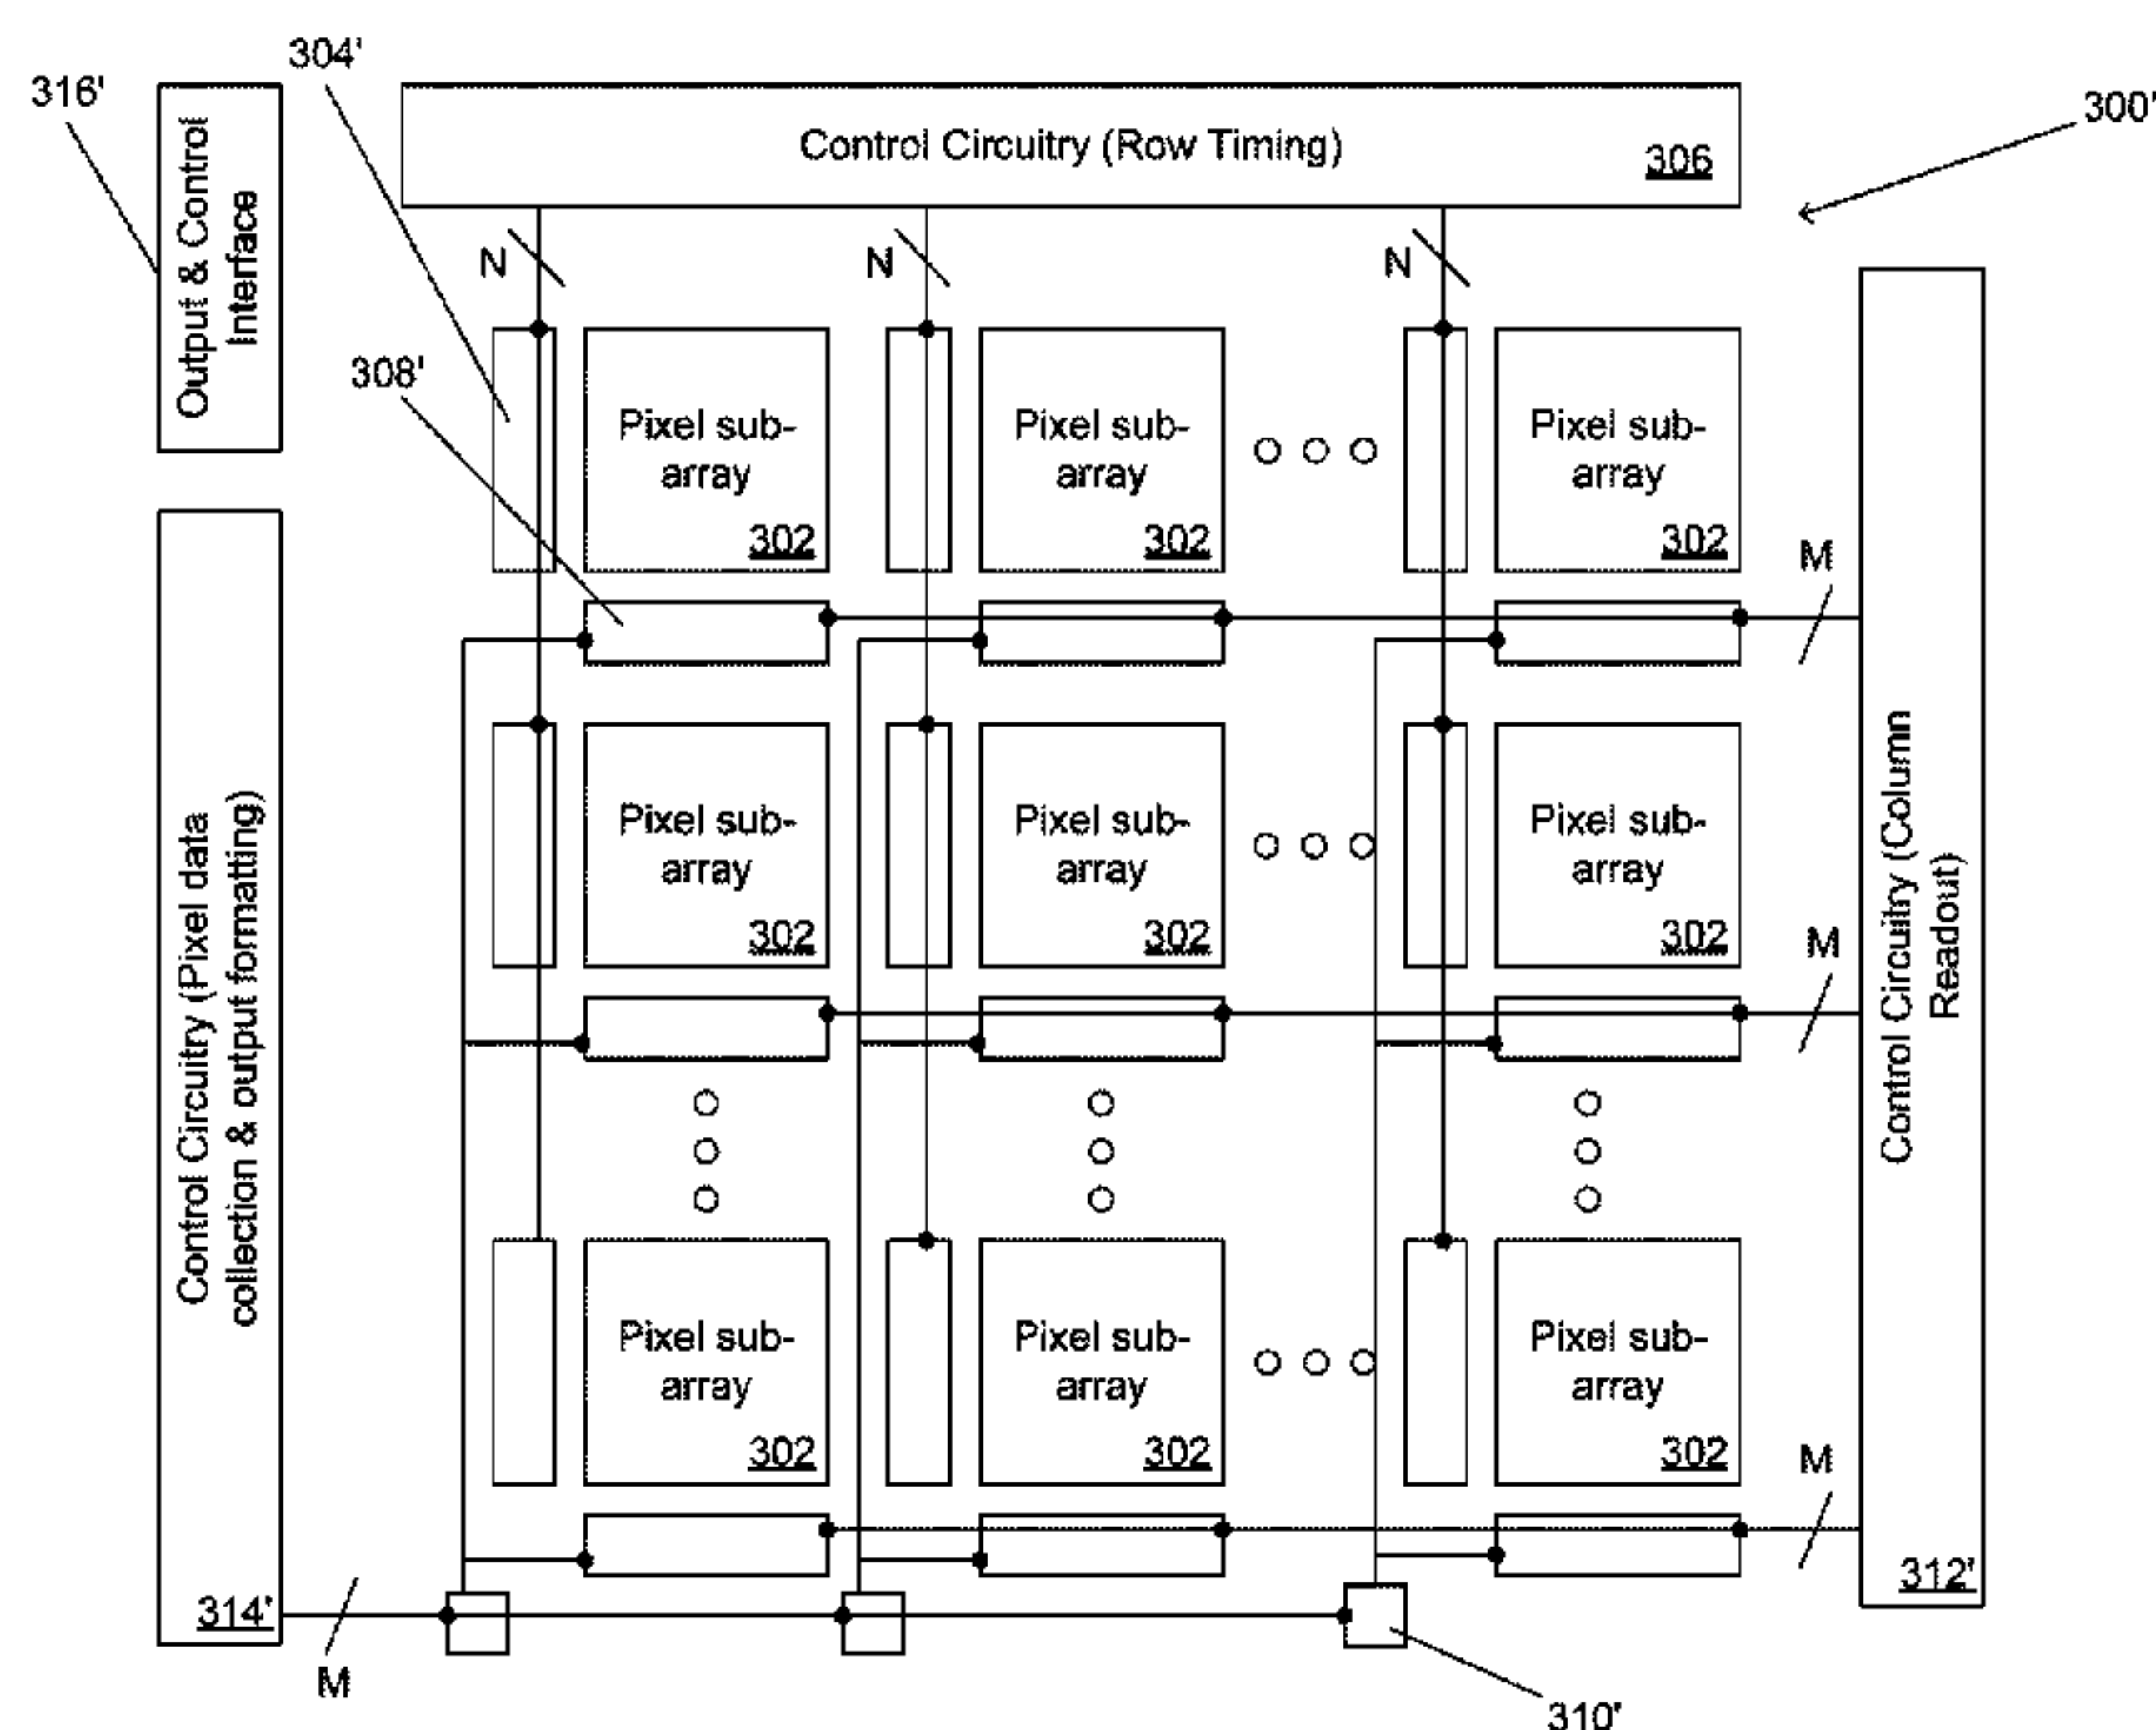 304'
316'
300'
Output & Control
Interface
Control Circuitry (Row Timing)
306
N
N
N
308'
Pixel sub-
array
302
Pixel sub-
array
302
Pixel sub-
array
302
M
Pixel sub-
array
302
Pixel sub-
array
302
Pixel sub-
array
302
M
Control Circuitry (Pixel data
collection & output formatting)
314'
Control Circuitry (Column
Readout)
312'
Pixel sub-
array
302
Pixel sub-
array
302
Pixel sub-
array
302
M
M
310'